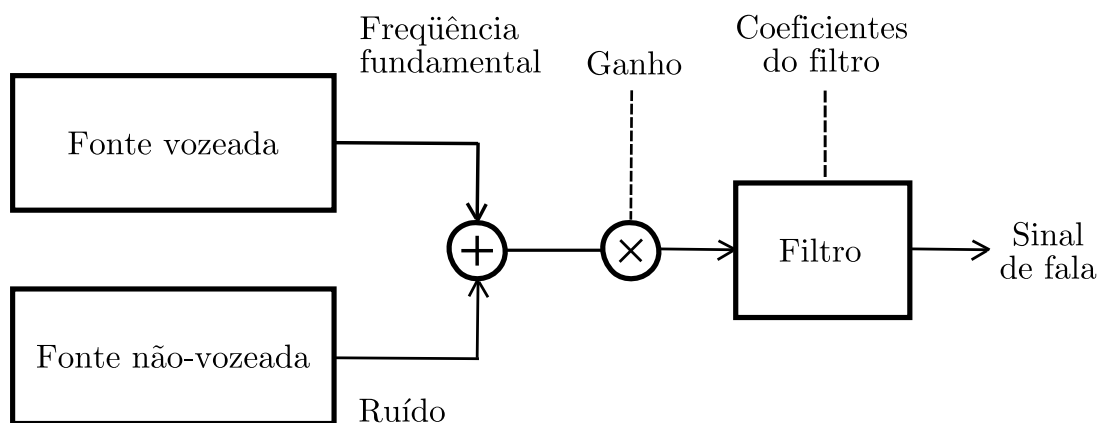 Freqüência
fundamental
Coeficientes
do filtro
Ganho
Fonte vozeada
+
×
Filtro
Sinal
de fala
Fonte não-vozeada
Ruído